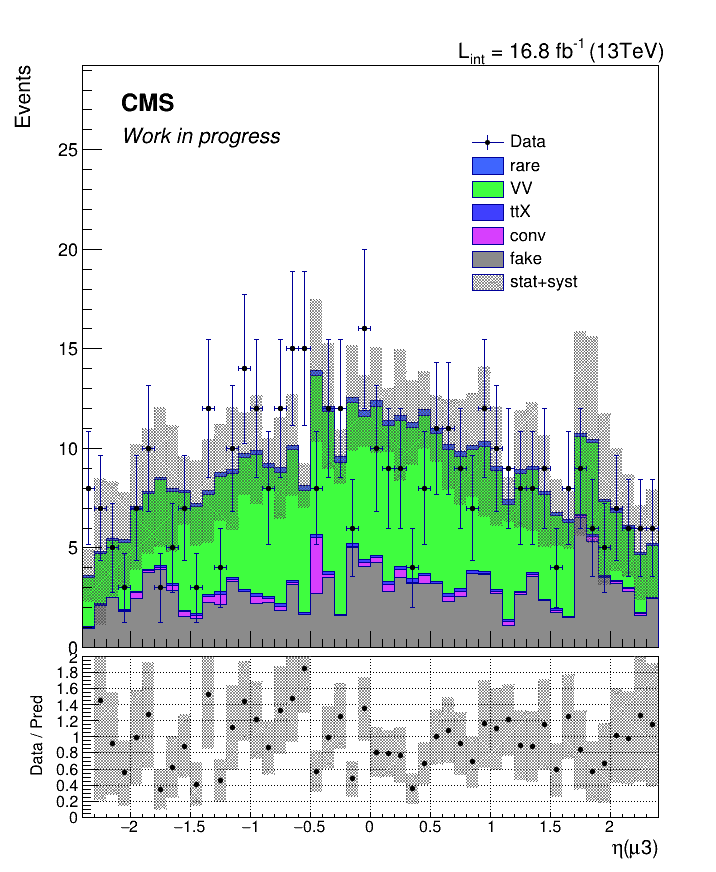 L_int = 16.8 fb^-1 (13TeV)
Events
CMS
Work in progress
Data
rare
VV
ttX
conv
fake
stat+syst
25
20
15
10
5
0
Data / Pred
2
1.8
1.6
1.4
1.2
1
0.8
0.6
0.4
0.2
0
−2 −1.5 −1 −0.5 0 0.5 1 1.5 2
η(μ3)